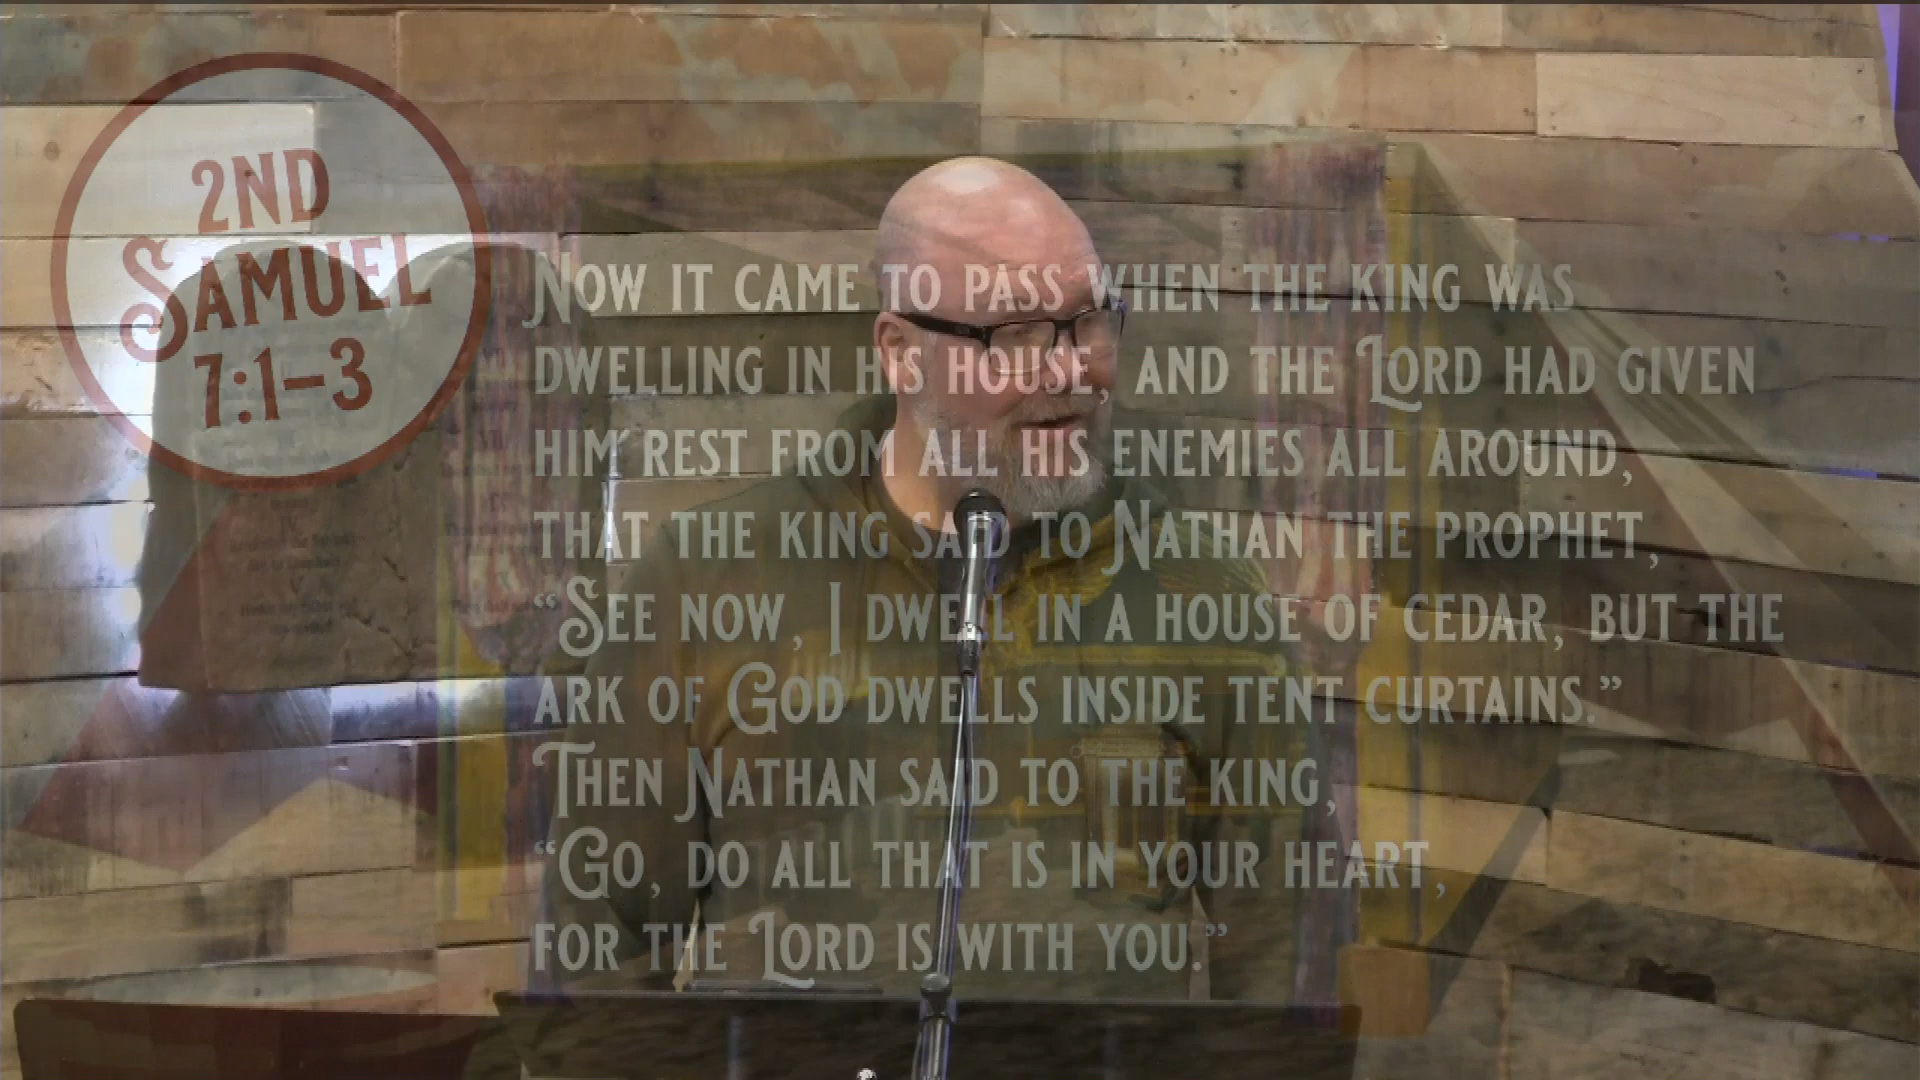 2ND
SAMUEL
7:1–3
NOW IT CAME TO PASS WHEN THE KING WAS
DWELLING IN HIS HOUSE, AND THE LORD HAD GIVEN
HIM REST FROM ALL HIS ENEMIES ALL AROUND,
THAT THE KING SAID TO NATHAN THE PROPHET,
“SEE NOW, I DWELL IN A HOUSE OF CEDAR, BUT THE
ARK OF GOD DWELLS INSIDE TENT CURTAINS.”
THEN NATHAN SAID TO THE KING,
“GO, DO ALL THAT IS IN YOUR HEART,
FOR THE LORD IS WITH YOU.”